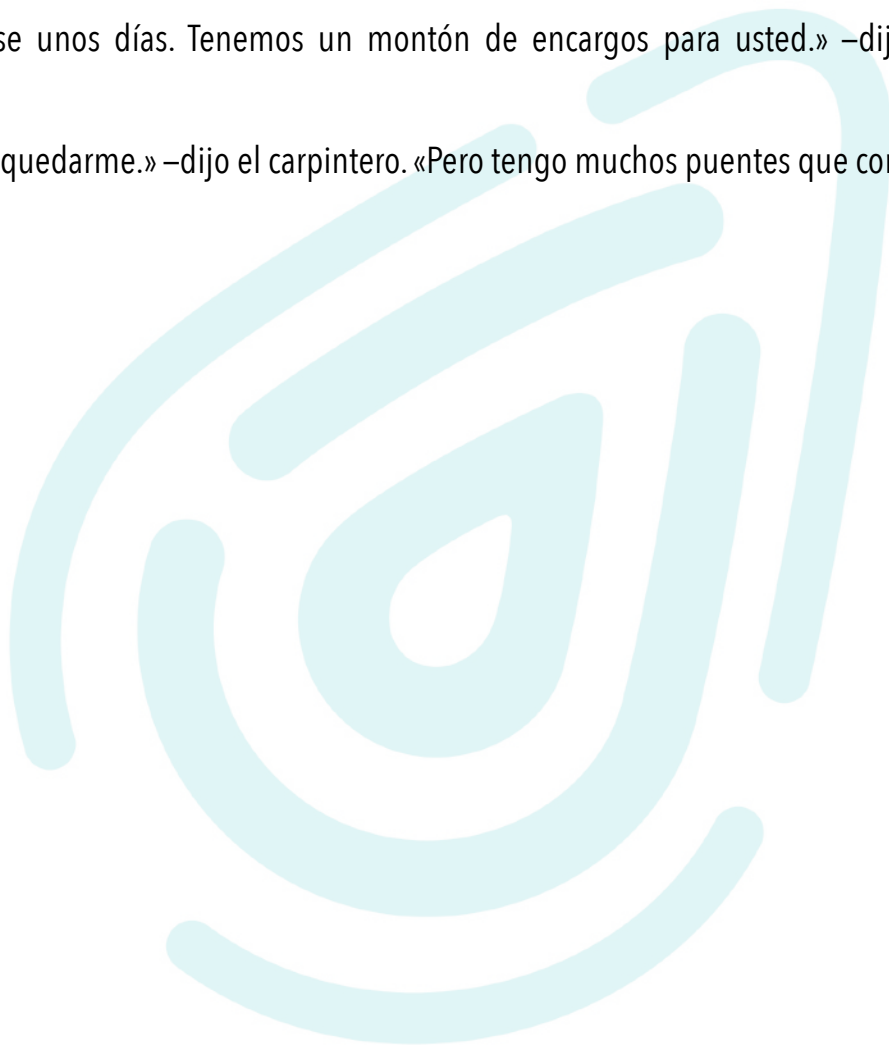 se unos días. Tenemos un montón de encargos para usted.» —dij
quedarme.» —dijo el carpintero. «Pero tengo muchos puentes que co